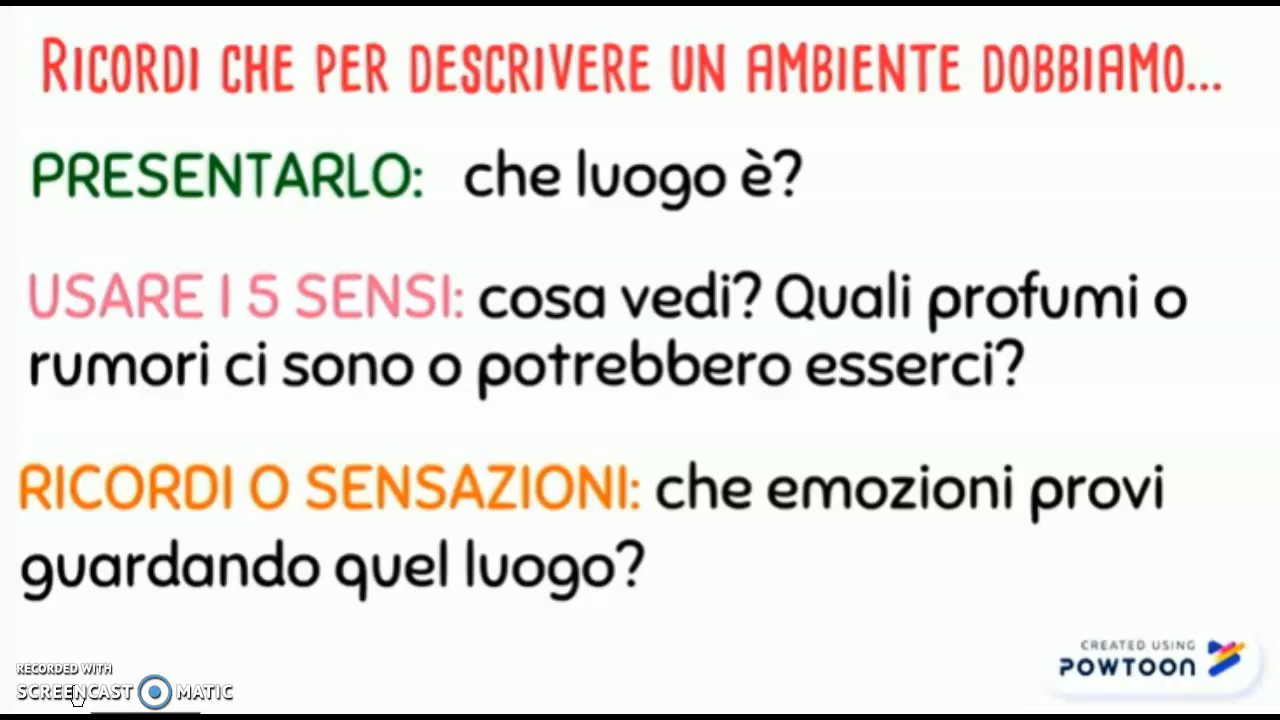 RICORDI CHE PER DESCRIVERE UN AMBIENTE DOBBIAMO...
PRESENTARLO: che luogo è?
USARE I 5 SENSI: cosa vedi? Quali profumi o
rumori ci sono o potrebbero esserci?
RICORDI O SENSAZIONI: che emozioni provi
guardando quel luogo?
CREATED USING
POWTOON
RECORDED WITH
SCREENCAST MATIC